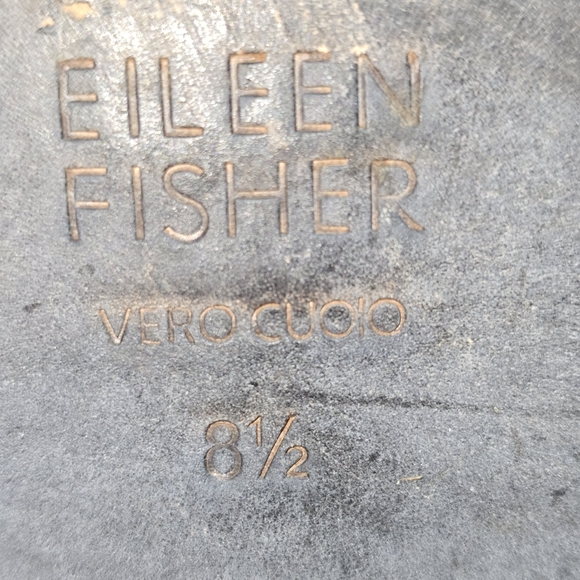 EILEEN
FISHER
VERO CUOIO
8½